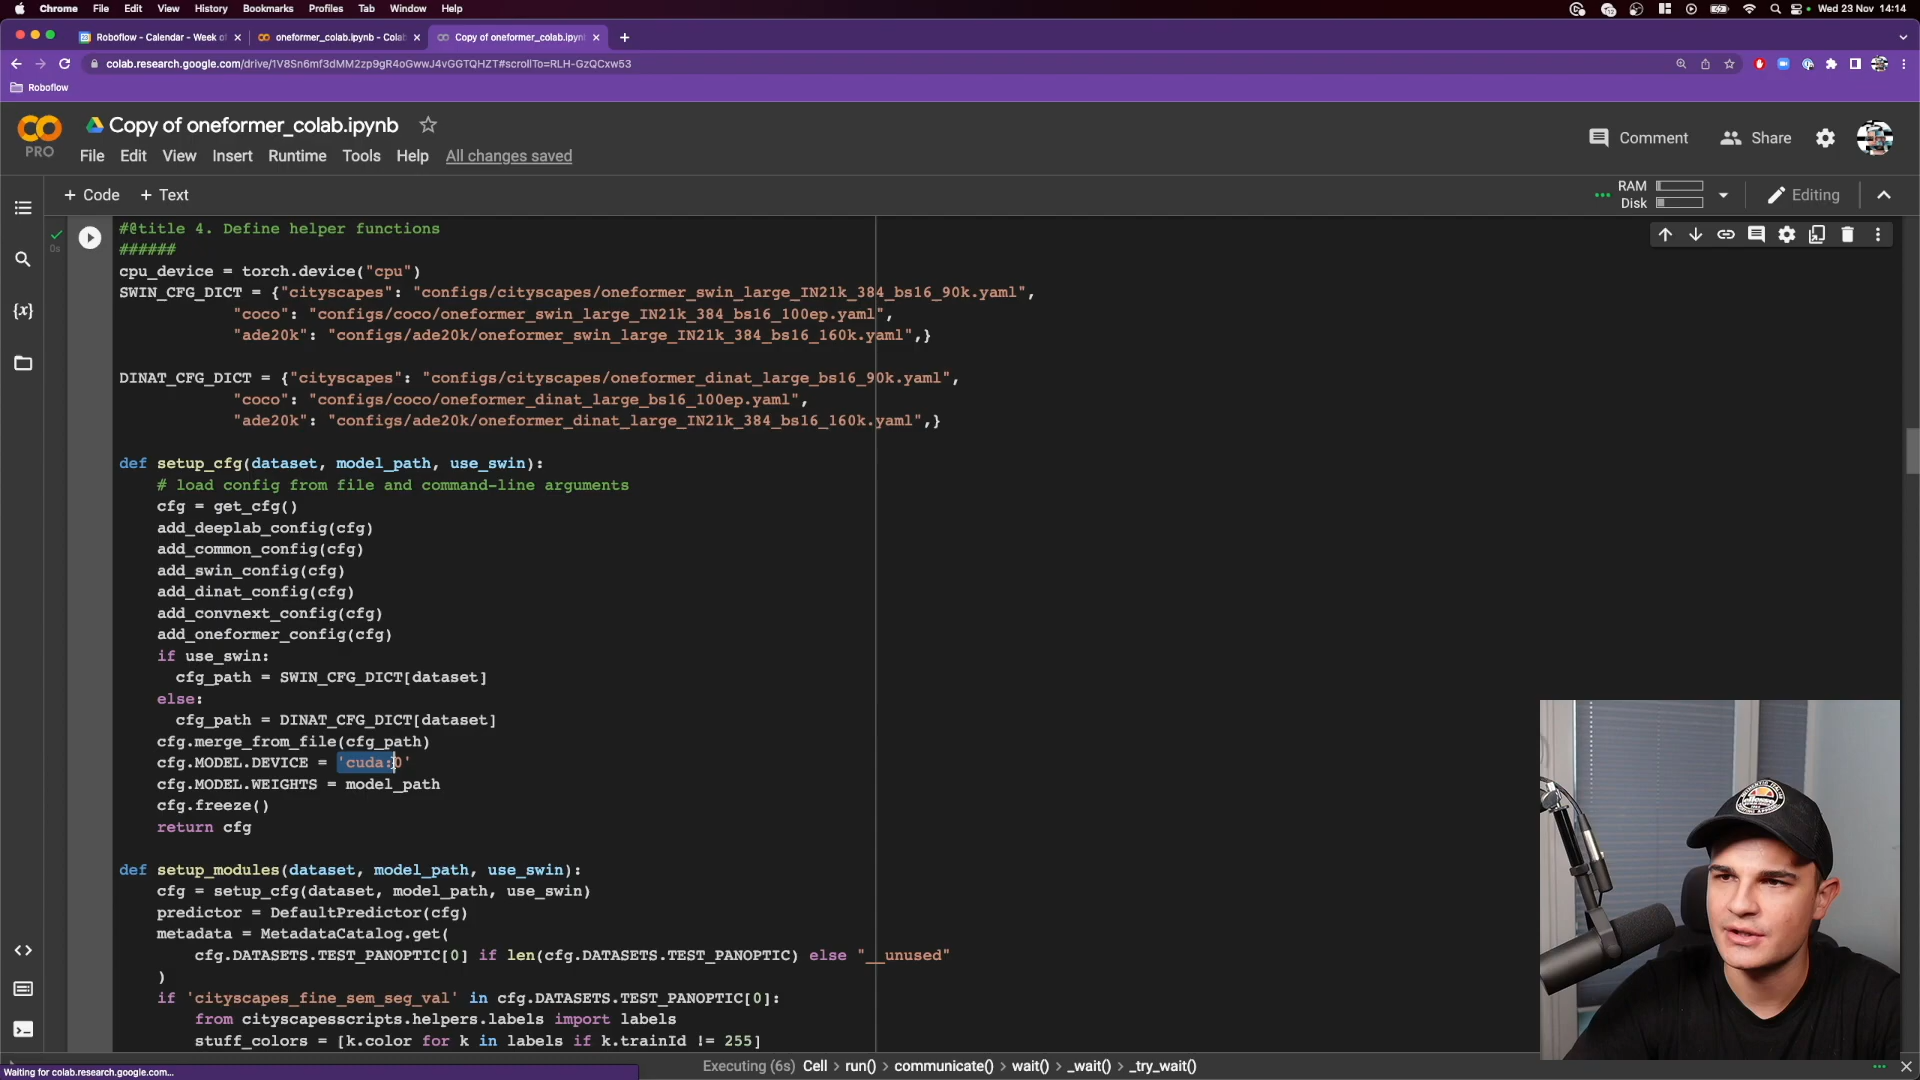 Chrome File Edit View History Bookmarks Profiles Tab Window Help Wed 23 Nov 14:14
Roboflow - Calendar - Week of oneformer_colab.ipynb - Colab Copy of oneformer_colab.ipynb
colab.research.google.com/drive/1V8Sn6mf3dMM2zp9gR4oGwwJ4vGGTQHZT#scrollTo=RLH-GzQCxw53
Roboflow
CO PRO
Copy of oneformer_colab.ipynb
File Edit View Insert Runtime Tools Help All changes saved
Comment Share
+ Code + Text
RAM
Disk
Editing
0s
#@title 4. Define helper functions
######
cpu_device = torch.device("cpu")
SWIN_CFG_DICT = {"cityscapes": "configs/cityscapes/oneformer_swin_large_IN21k_384_bs16_90k.yaml",
"coco": "configs/coco/oneformer_swin_large_IN21k_384_bs16_100ep.yaml",
"ade20k": "configs/ade20k/oneformer_swin_large_IN21k_384_bs16_160k.yaml",}
DINAT_CFG_DICT = {"cityscapes": "configs/cityscapes/oneformer_dinat_large_bs16_90k.yaml",
"coco": "configs/coco/oneformer_dinat_large_bs16_100ep.yaml",
"ade20k": "configs/ade20k/oneformer_dinat_large_IN21k_384_bs16_160k.yaml",}
def setup_cfg(dataset, model_path, use_swin):
# load config from file and command-line arguments
cfg = get_cfg()
add_deeplab_config(cfg)
add_common_config(cfg)
add_swin_config(cfg)
add_dinat_config(cfg)
add_convnext_config(cfg)
add_oneformer_config(cfg)
if use_swin:
cfg_path = SWIN_CFG_DICT[dataset]
else:
cfg_path = DINAT_CFG_DICT[dataset]
cfg.merge_from_file(cfg_path)
cfg.MODEL.DEVICE = 'cuda:0'
cfg.MODEL.WEIGHTS = model_path
cfg.freeze()
return cfg
def setup_modules(dataset, model_path, use_swin):
cfg = setup_cfg(dataset, model_path, use_swin)
predictor = DefaultPredictor(cfg)
metadata = MetadataCatalog.get(
cfg.DATASETS.TEST_PANOPTIC[0] if len(cfg.DATASETS.TEST_PANOPTIC) else "__unused"
)
if 'cityscapes_fine_sem_seg_val' in cfg.DATASETS.TEST_PANOPTIC[0]:
from cityscapesscripts.helpers.labels import labels
stuff_colors = [k.color for k in labels if k.trainId != 255]
Executing (6s) Cell > run() > communicate() > wait() > _wait() > _try_wait()
Waiting for colab.research.google.com...